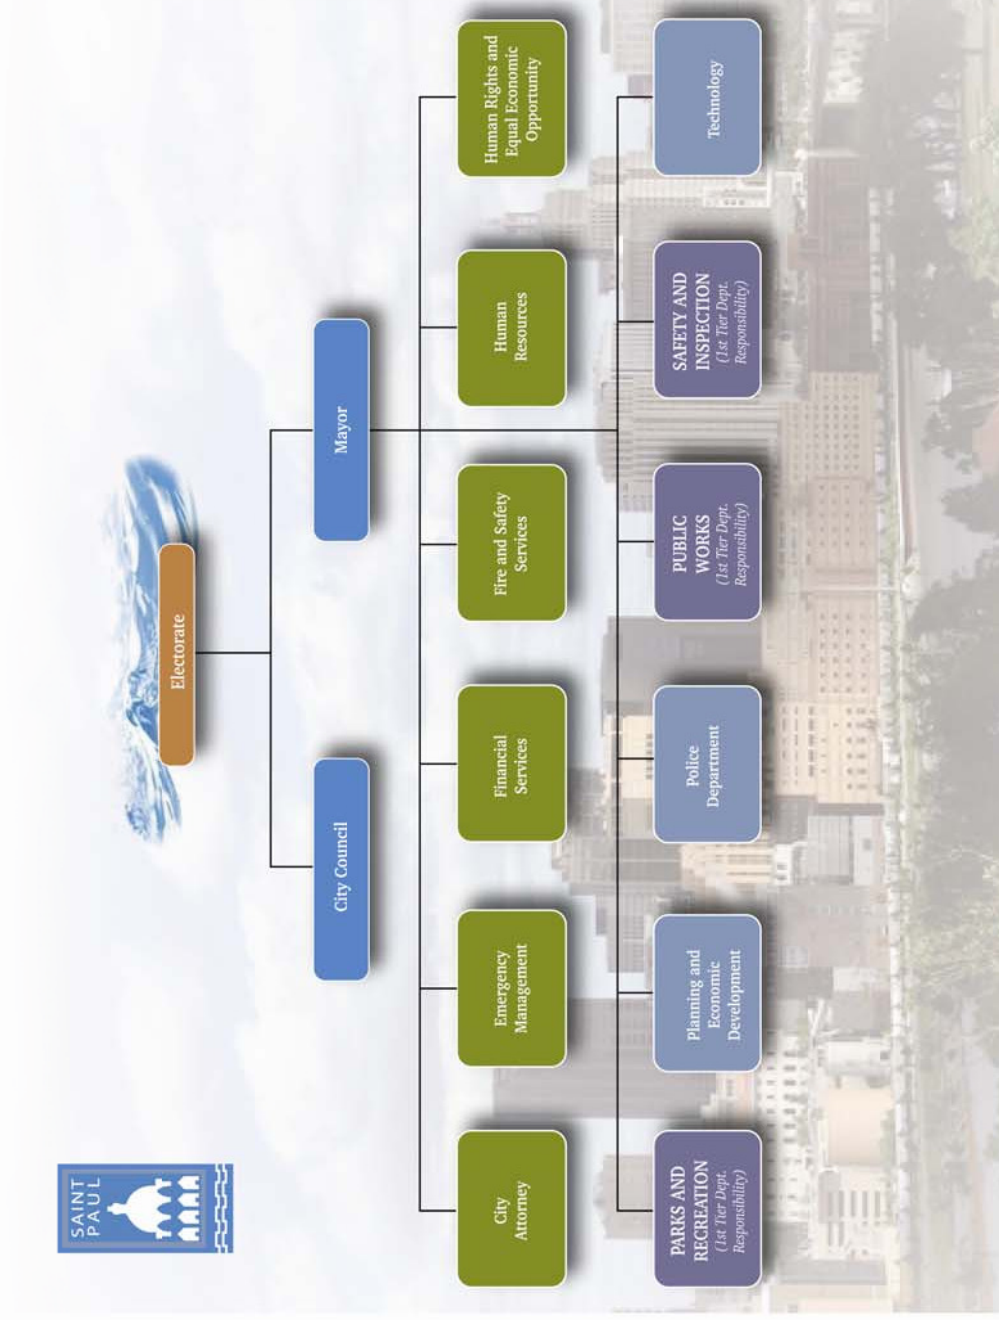 SAINT
PAUL
Electorate
City Council
Mayor
City
Attorney
Emergency
Management
Financial
Services
Fire and Safety
Services
Human
Resources
Human Rights and
Equal Economic
Opportunity
PARKS AND
RECREATION
(1st Tier Dept.
Responsibility)
Planning and
Economic
Development
Police
Department
PUBLIC
WORKS
(1st Tier Dept.
Responsibility)
SAFETY AND
INSPECTION
(1st Tier Dept.
Responsibility)
Technology